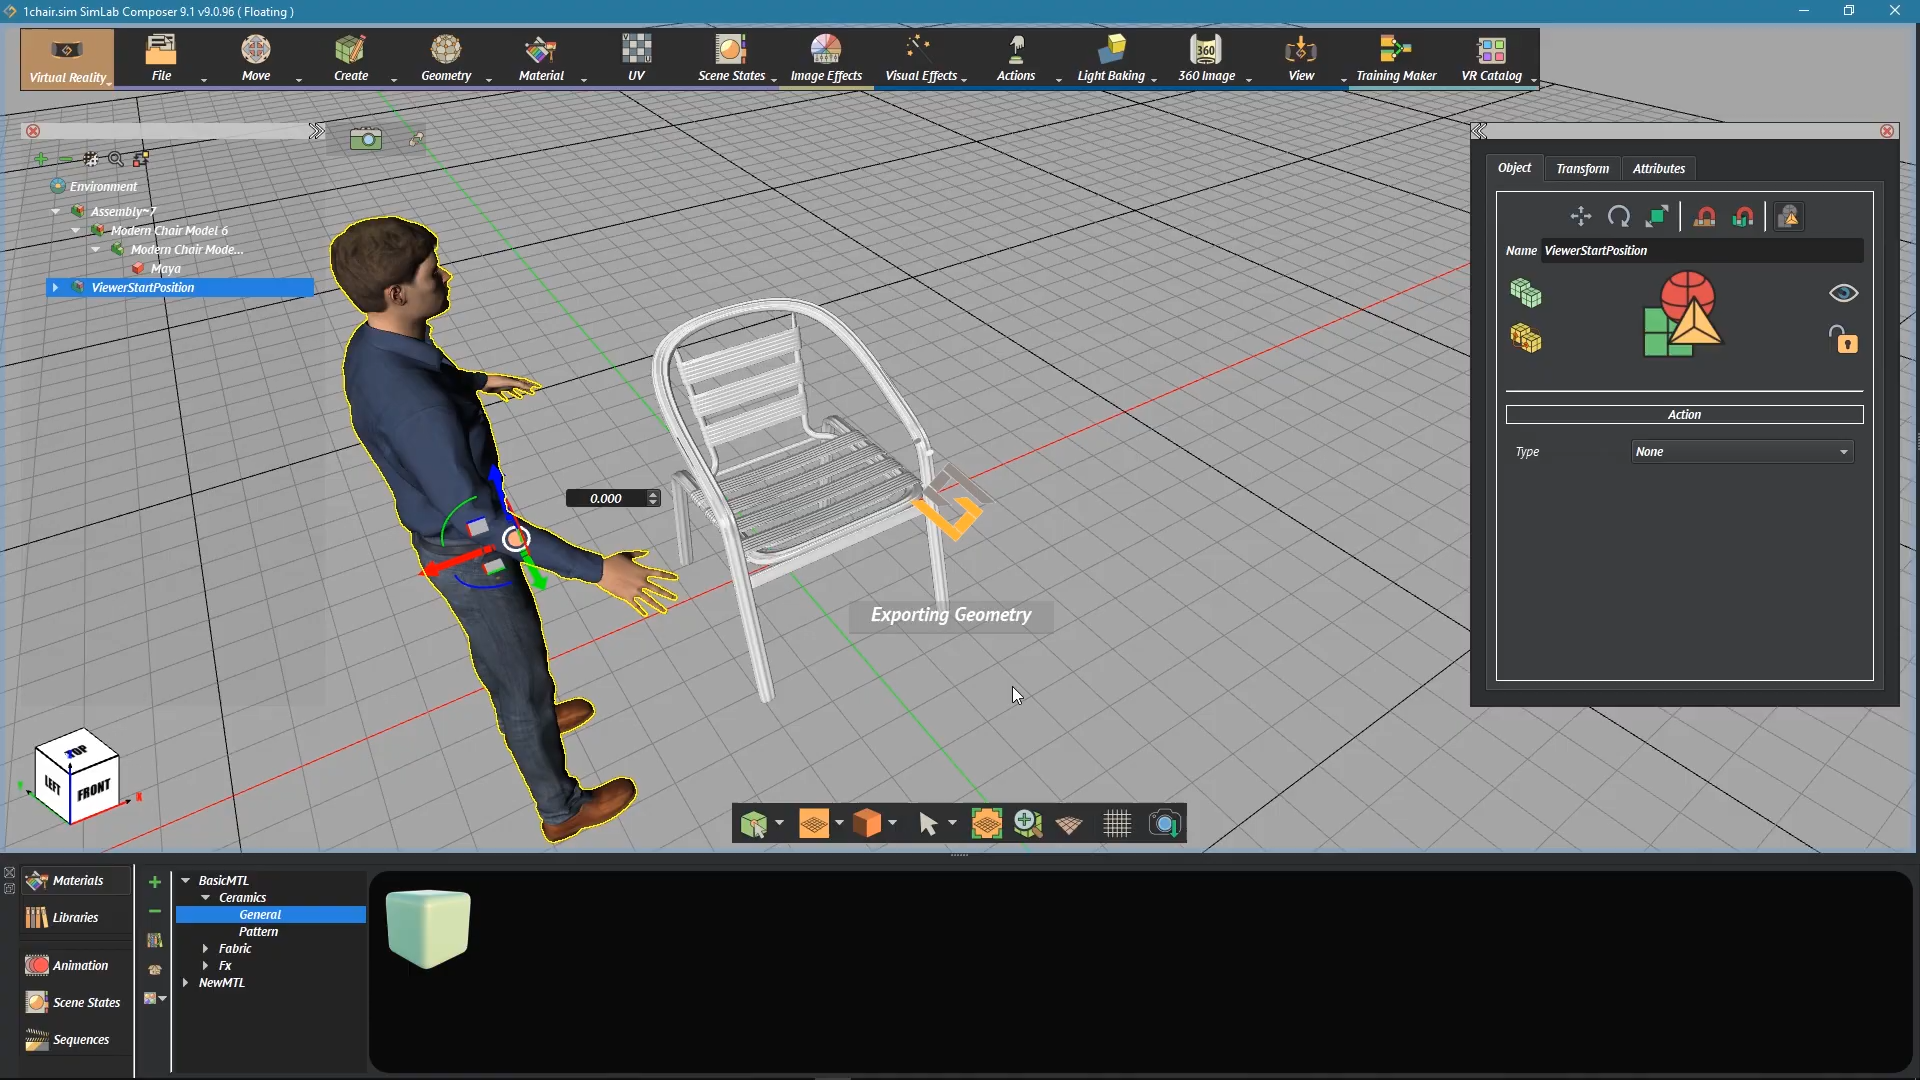 1chair.sim SimLab Composer 9.1 v9.0.96 ( Floating )
Virtual Reality
File
Move
Create
Geometry
Material
UV
Scene States
Image Effects
Visual Effects
Actions
Light Baking
360 Image
View
Training Maker
VR Catalog
360
Environment
Assembly~7
Modern Chair Model 6
Modern Chair Mode...
Maya
ViewerStartPosition
Object
Transform
Attributes
Name
ViewerStartPosition
Action
Type
None
0.000
Exporting Geometry
TOP
LEFT
FRONT
X
Materials
Libraries
Animation
Scene States
Sequences
BasicMTL
Ceramics
General
Pattern
Fabric
Fx
NewMTL